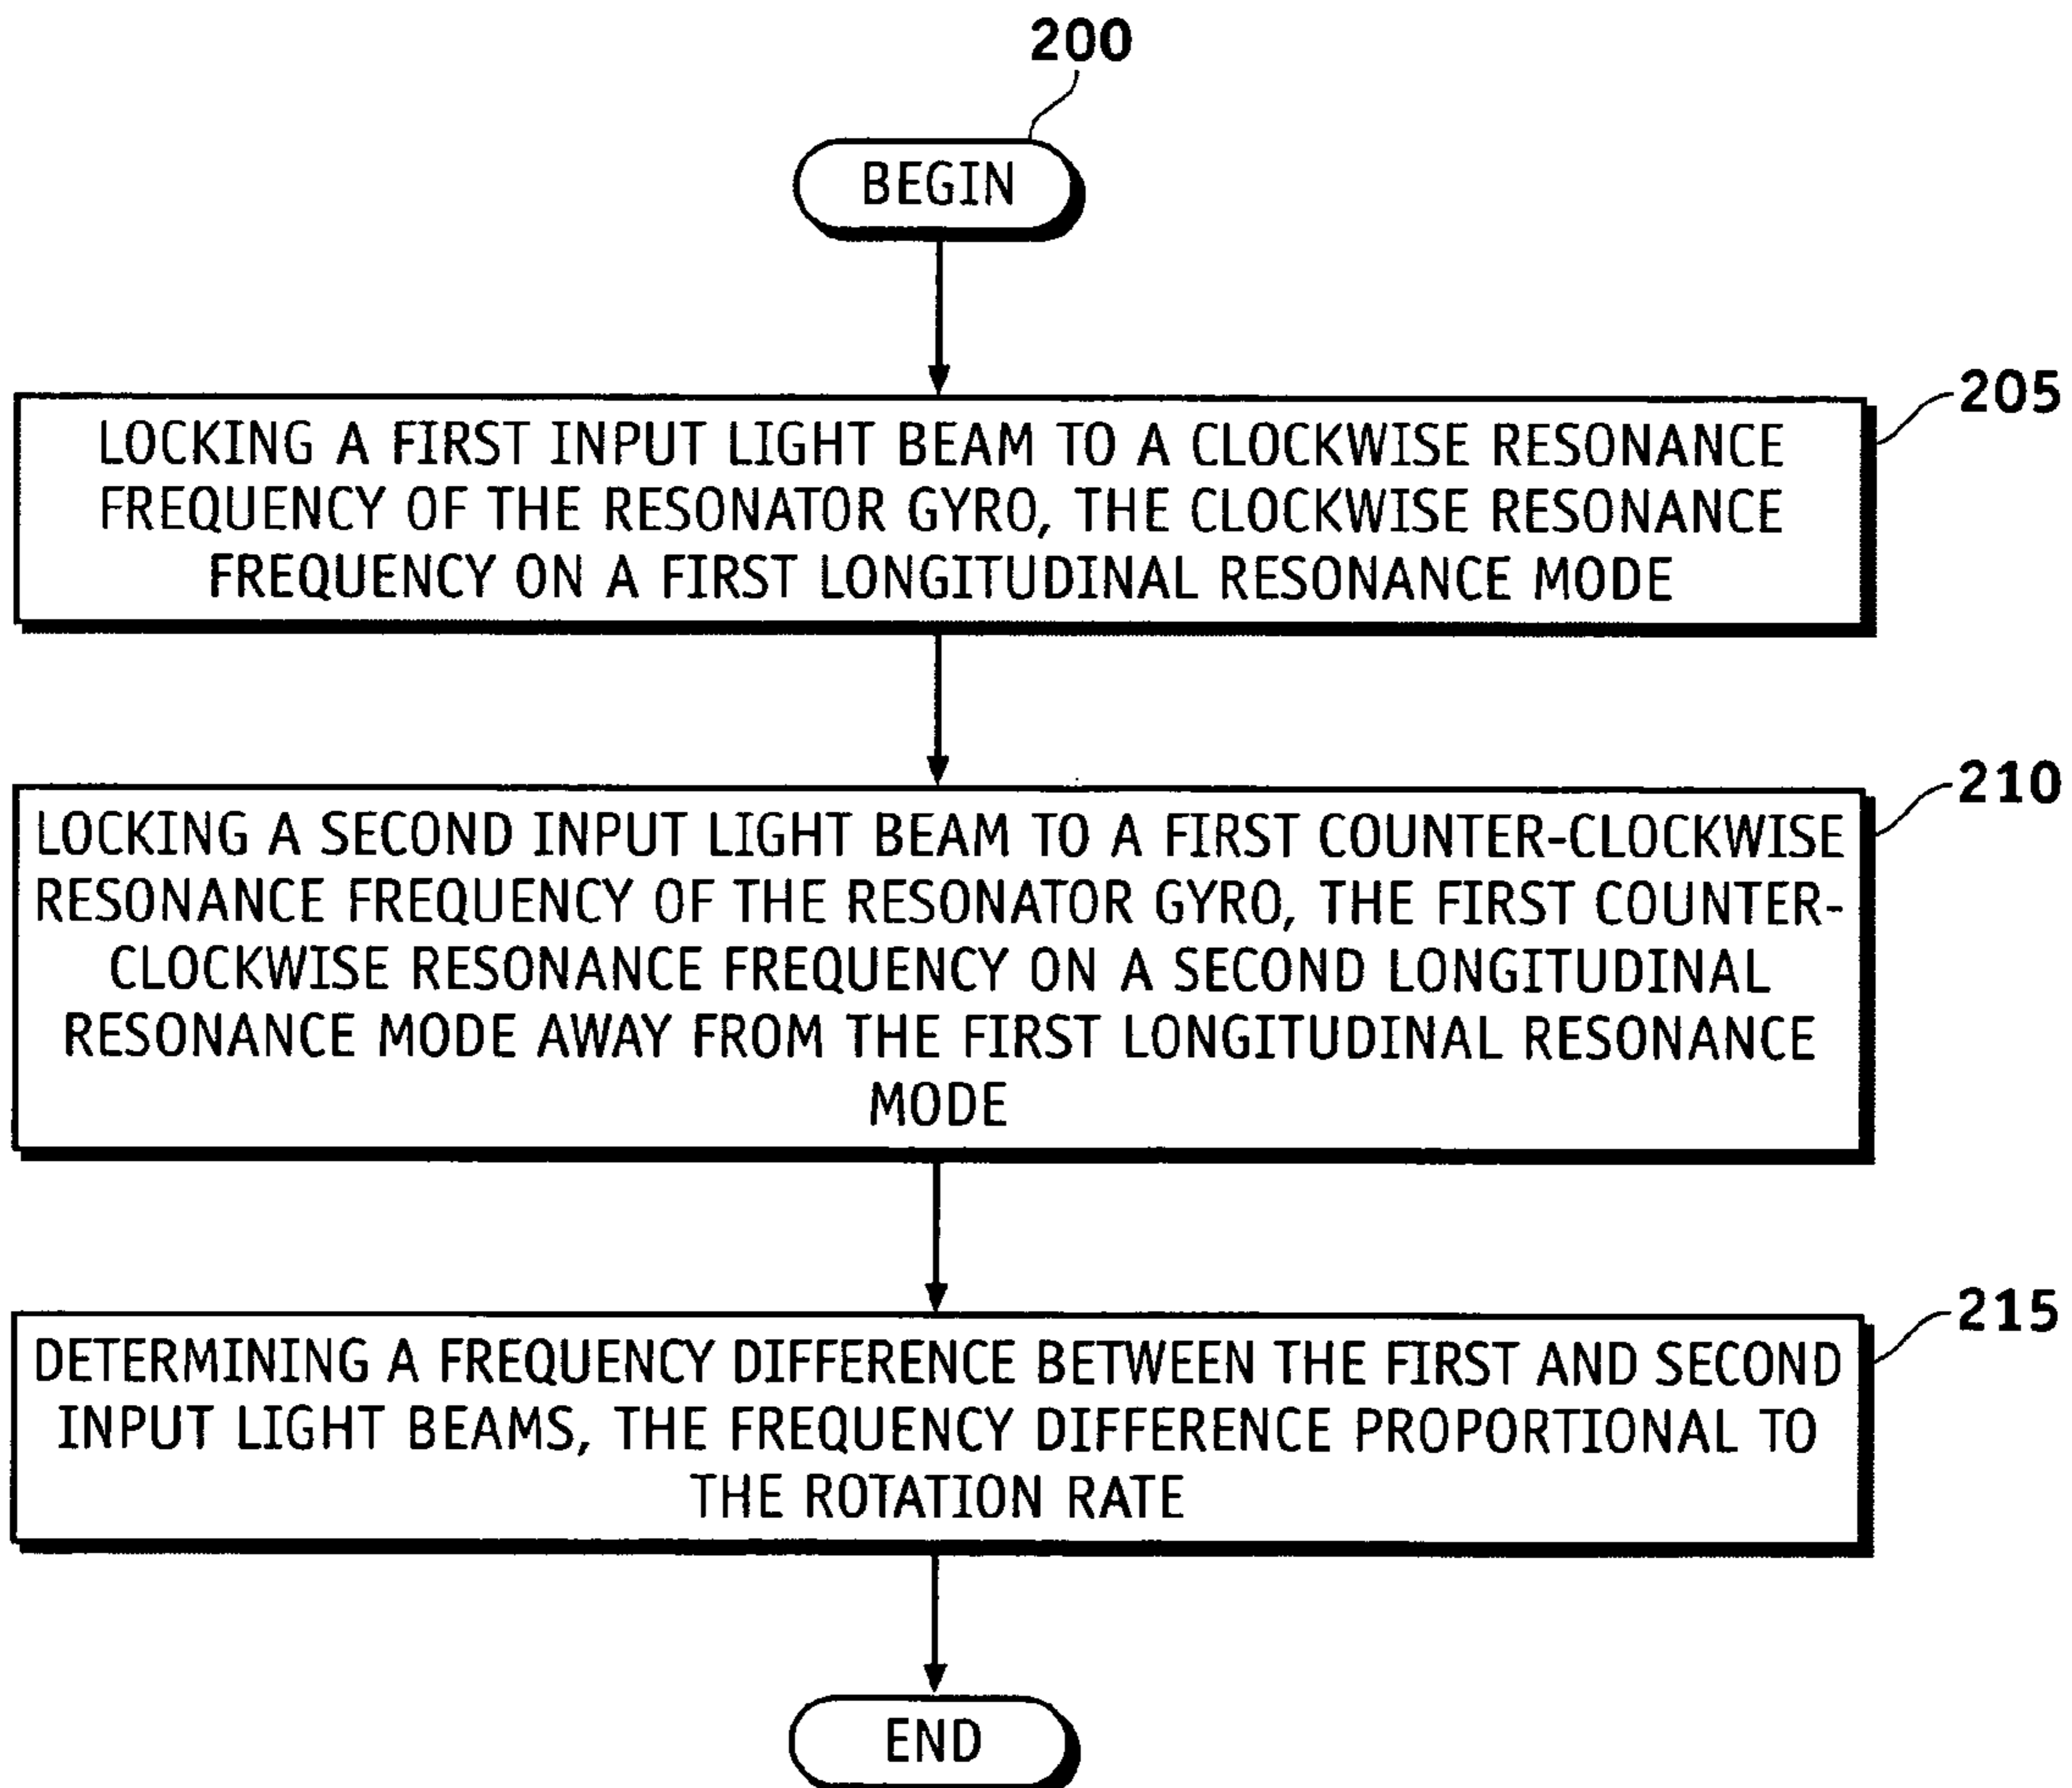 200
BEGIN
205
LOCKING A FIRST INPUT LIGHT BEAM TO A CLOCKWISE RESONANCE
FREQUENCY OF THE RESONATOR GYRO, THE CLOCKWISE RESONANCE
FREQUENCY ON A FIRST LONGITUDINAL RESONANCE MODE
210
LOCKING A SECOND INPUT LIGHT BEAM TO A FIRST COUNTER-CLOCKWISE
RESONANCE FREQUENCY OF THE RESONATOR GYRO, THE FIRST COUNTER-
CLOCKWISE RESONANCE FREQUENCY ON A SECOND LONGITUDINAL
RESONANCE MODE AWAY FROM THE FIRST LONGITUDINAL RESONANCE
MODE
215
DETERMINING A FREQUENCY DIFFERENCE BETWEEN THE FIRST AND SECOND
INPUT LIGHT BEAMS, THE FREQUENCY DIFFERENCE PROPORTIONAL TO
THE ROTATION RATE
END